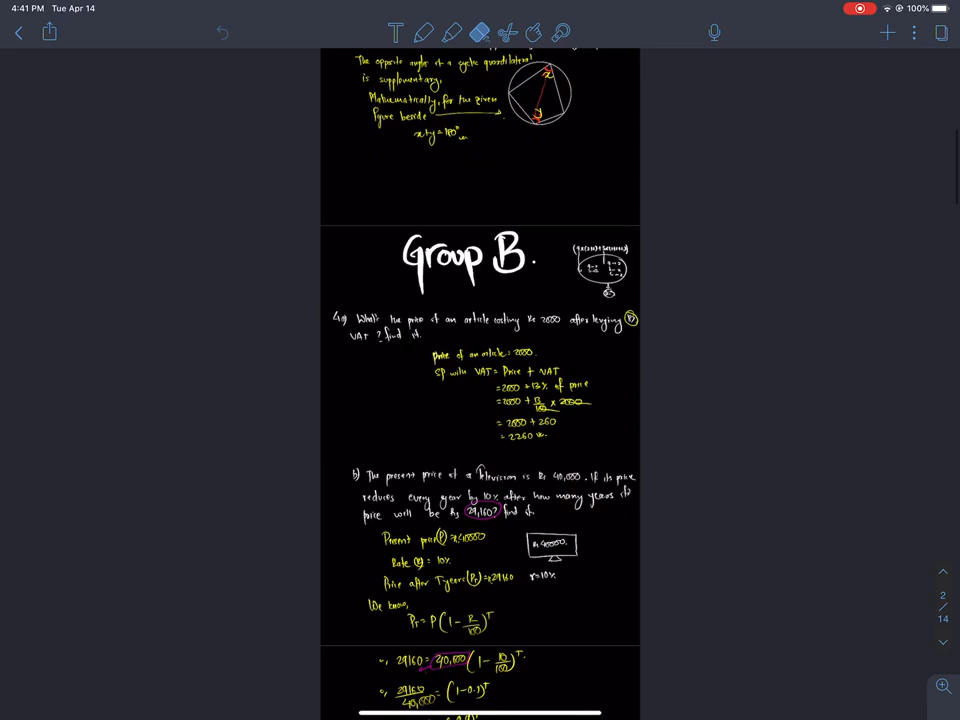 4:41 PM Tue Apr 14
100%
The opposite angle of a cyclic quadrilateral
is supplementary.
Mathematically, for the given
figure beside
x+y=180°
x
y
Group B.
4a) What's the price of an article costing Rs 2000 after levying 13%
VAT? find it.
Price of an article = 2000.
SP with VAT = Price + VAT
= 2000 + 13% of price
= 2000 + 13/100 × 2000
= 2000 + 260
= 2260
b) The present price of a Television is Rs 40,000. If its price
reduces every year by 10% after how many years its
price will be Rs 29,160? find it.
Present price (P) = Rs 40000
Rs 40000.
Rate (R) = 10%
Price after T years = (PT) = Rs 29160
r=10%
We know,
PT = P(1 - R/100)^T
29160 = 40,000 (1 - 10/100)^T.
29160/40,000 = (1-0.1)^T
2
/
14